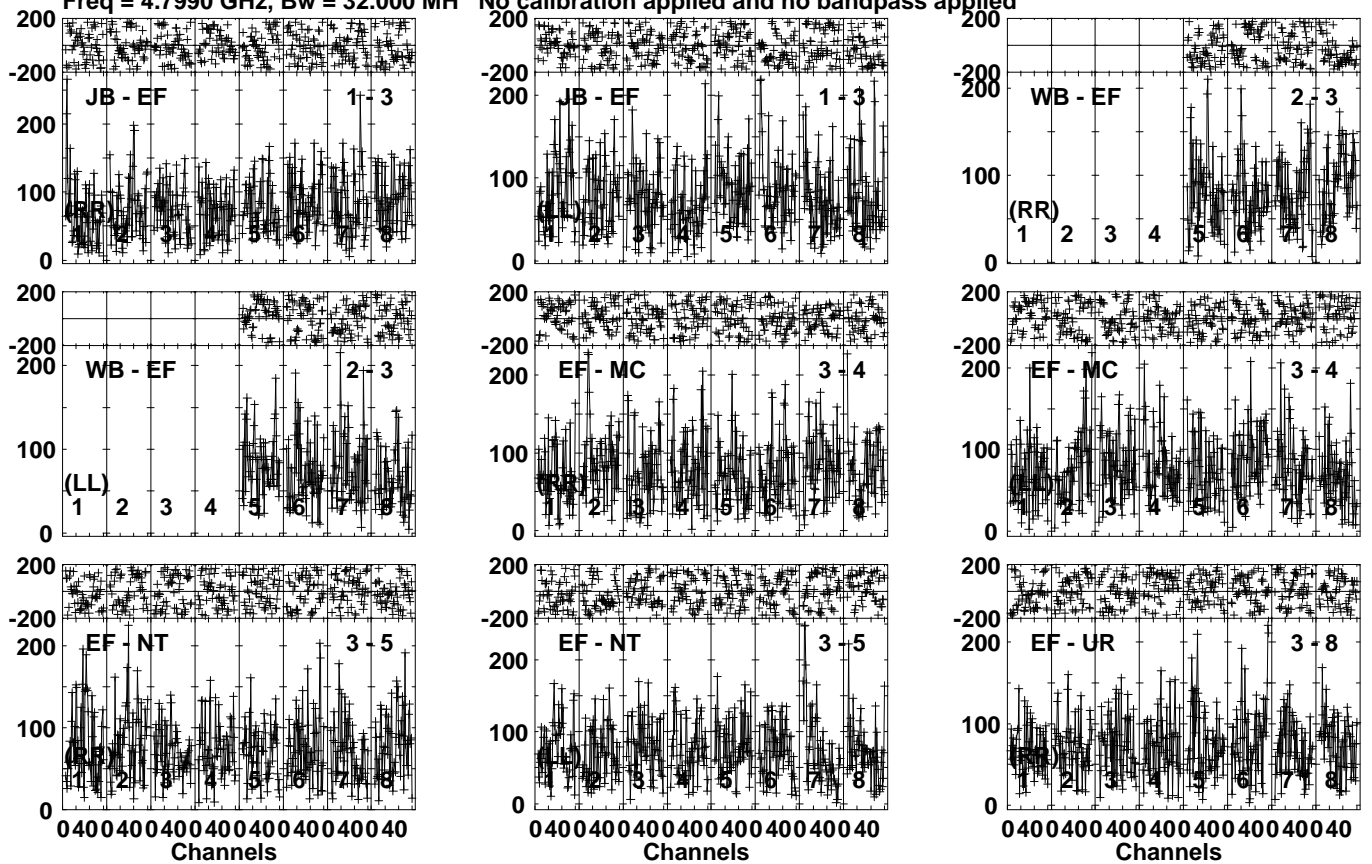 Freq = 4.7990 GHz, Bw = 32.000 MH No calibration applied and no bandpass applied
200
-200
JB - EF 1 - 3
200
100
(RR)
1 2 3 4 5 6 7 8
0
200
-200
JB - EF 1 - 3
200
100
(LL)
1 2 3 4 5 6 7 8
0
200
-200
WB - EF 2 - 3
200
100
(RR)
1 2 3 4 5 6 7 8
0
200
-200
WB - EF 2 - 3
200
100
(LL)
1 2 3 4 5 6 7 8
0
200
-200
EF - MC 3 - 4
200
100
(RR)
1 2 3 4 5 6 7 8
0
200
-200
EF - MC 3 - 4
200
100
(LL)
1 2 3 4 5 6 7 8
0
200
-200
EF - NT 3 - 5
200
100
(RR)
1 2 3 4 5 6 7 8
0
0 40 0 40 0 40 0 40 0 40 0 40 0 40 0 40
Channels
200
-200
EF - NT 3 - 5
200
100
(LL)
1 2 3 4 5 6 7 8
0
0 40 0 40 0 40 0 40 0 40 0 40 0 40 0 40
Channels
200
-200
EF - UR 3 - 8
200
100
(RR)
1 2 3 4 5 6 7 8
0
0 40 0 40 0 40 0 40 0 40 0 40 0 40 0 40
Channels